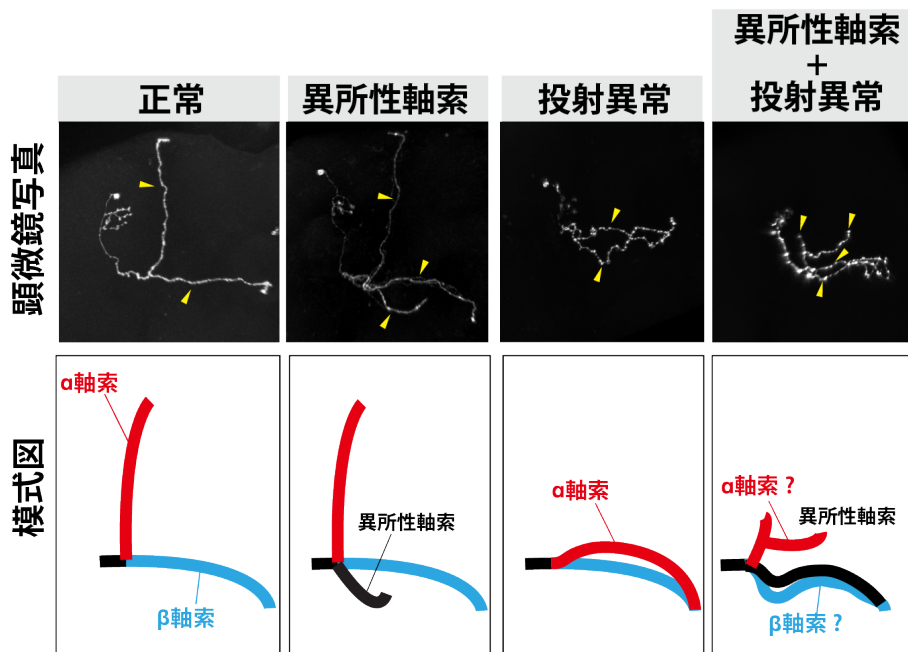 正常
異所性軸索
投射異常
異所性軸索
+
投射異常
顕微鏡写真
模式図
α軸索
β軸索
異所性軸索
α軸索
α軸索？
異所性軸索
β軸索？